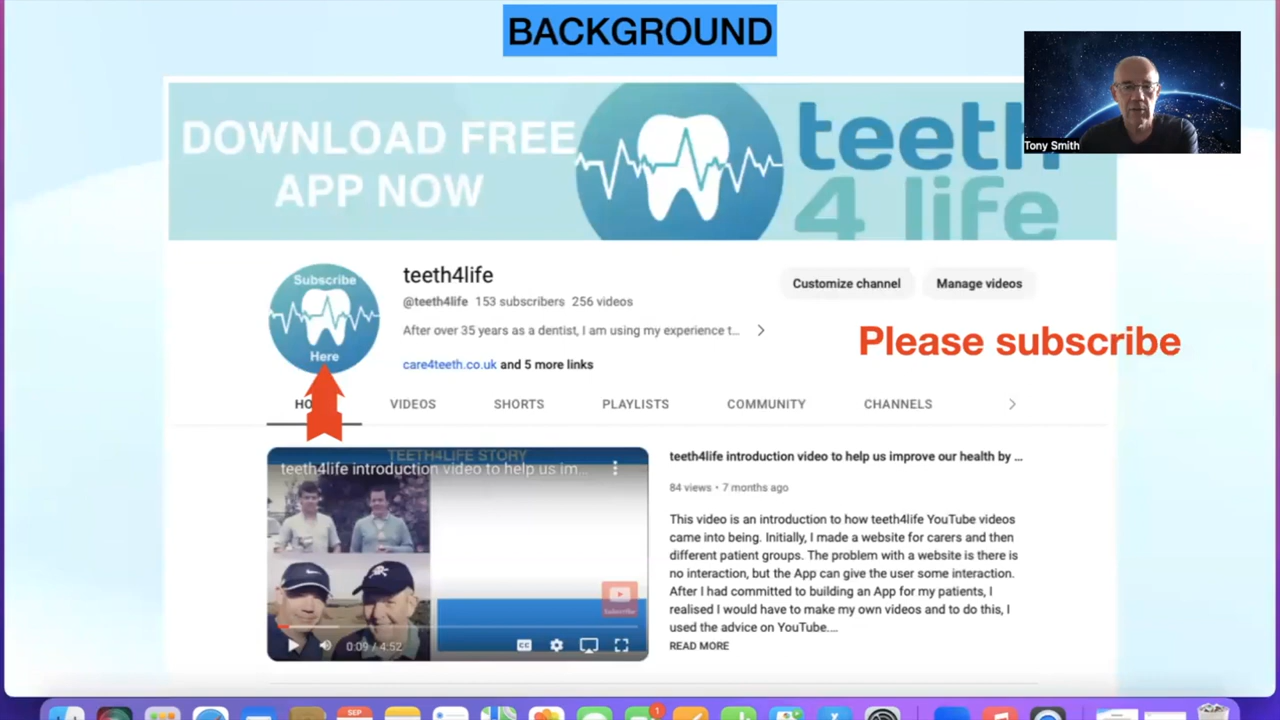 BACKGROUND
DOWNLOAD FREE
APP NOW
teeth
4 life
Tony Smith
Subscribe
Here
teeth4life
@teeth4life 153 subscribers 256 videos
After over 35 years as a dentist, I am using my experience t...
care4teeth.co.uk and 5 more links
Customize channel
Manage videos
Please subscribe
HO
VIDEOS
SHORTS
PLAYLISTS
COMMUNITY
CHANNELS
TEETH4LIFE STORY
teeth4life introduction video to help us im...
Subscribe
CC
0:09 / 4:52
teeth4life introduction video to help us improve our health by ...
84 views • 7 months ago
This video is an introduction to how teeth4life YouTube videos
came into being. Initially, I made a website for carers and then
different patient groups. The problem with a website is there is
no interaction, but the App can give the user some interaction.
After I had committed to building an App for my patients, I
realised I would have to make my own videos and to do this, I
used the advice on YouTube....
READ MORE
SEP
1